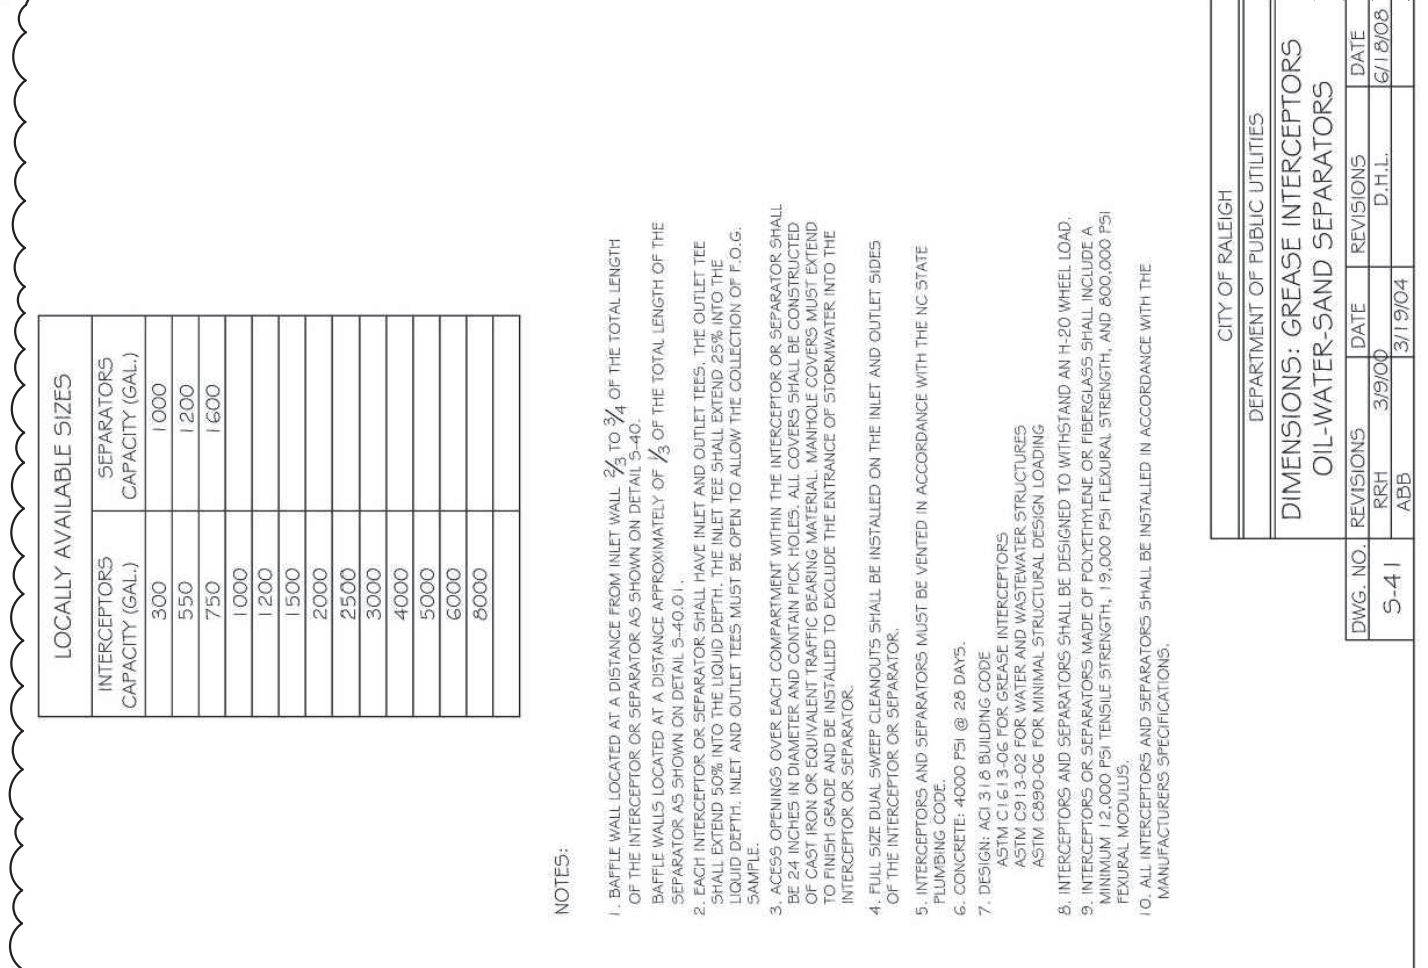 LOCALLY AVAILABLE SIZES
INTERCEPTORS CAPACITY (GAL.) SEPARATORS CAPACITY (GAL.)
300 1000
550 1200
750 1600
1000
1200
1500
2000
2500
3000
4000
5000
6000
8000
NOTES:
1. BAFFLE WALL LOCATED AT A DISTANCE FROM INLET WALL 2/3 TO 3/4 OF THE TOTAL LENGTH
OF THE INTERCEPTOR OR SEPARATOR AS SHOWN ON DETAIL S-40.
BAFFLE WALLS LOCATED AT A DISTANCE APPROXIMATELY OF 1/3 OF THE TOTAL LENGTH OF THE
SEPARATOR AS SHOWN ON DETAIL S-40.01.
2. EACH INTERCEPTOR OR SEPARATOR SHALL HAVE INLET AND OUTLET TEES. THE OUTLET TEE
SHALL EXTEND 50% INTO THE LIQUID DEPTH. THE INLET TEE SHALL EXTEND 25% INTO THE
LIQUID DEPTH. INLET AND OUTLET TEES MUST BE OPEN TO ALLOW THE COLLECTION OF F.O.G.
SAMPLE.
3. ACESS OPENINGS OVER EACH COMPARTMENT WITHIN THE INTERCEPTOR OR SEPARATOR SHALL
BE 24 INCHES IN DIAMETER AND CONTAIN PICK HOLES. ALL COVERS SHALL BE CONSTRUCTED
OF CAST IRON OR EQUIVALENT TRAFFIC BEARING MATERIAL. MANHOLE COVERS MUST EXTEND
TO FINISH GRADE AND BE INSTALLED TO EXCLUDE THE ENTRANCE OF STORMWATER INTO THE
INTERCEPTOR OR SEPARATOR.
4. FULL SIZE DUAL SWEEP CLEANOUTS SHALL BE INSTALLED ON THE INLET AND OUTLET SIDES
OF THE INTERCEPTOR OR SEPARATOR.
5. INTERCEPTORS AND SEPARATORS MUST BE VENTED IN ACCORDANCE WITH THE NC STATE
PLUMBING CODE.
6. CONCRETE: 4000 PSI @ 28 DAYS.
7. DESIGN: ACI 318 BUILDING CODE
ASTM C1613-06 FOR GREASE INTERCEPTORS
ASTM C913-02 FOR WATER AND WASTEWATER STRUCTURES
ASTM C890-06 FOR MINIMAL STRUCTURAL DESIGN LOADING
8. INTERCEPTORS AND SEPARATORS SHALL BE DESIGNED TO WITHSTAND AN H-20 WHEEL LOAD.
9. INTERCEPTORS OR SEPARATORS MADE OF POLYETHYLENE OR FIBERGLASS SHALL INCLUDE A
MINIMUM 12,000 PSI TENSILE STRENGTH, 19,000 PSI FLEXURAL STRENGTH, AND 800,000 PSI
FEXURAL MODULUS.
10. ALL INTERCEPTORS AND SEPARATORS SHALL BE INSTALLED IN ACCORDANCE WITH THE
MANUFACTURERS SPECIFICATIONS.
CITY OF RALEIGH
DEPARTMENT OF PUBLIC UTILITIES
DIMENSIONS: GREASE INTERCEPTORS
OIL-WATER-SAND SEPARATORS
DWG. NO. REVISIONS DATE REVISIONS DATE
S-41 RRH 3/9/00 D.H.L. 6/18/08
ABB 3/19/04